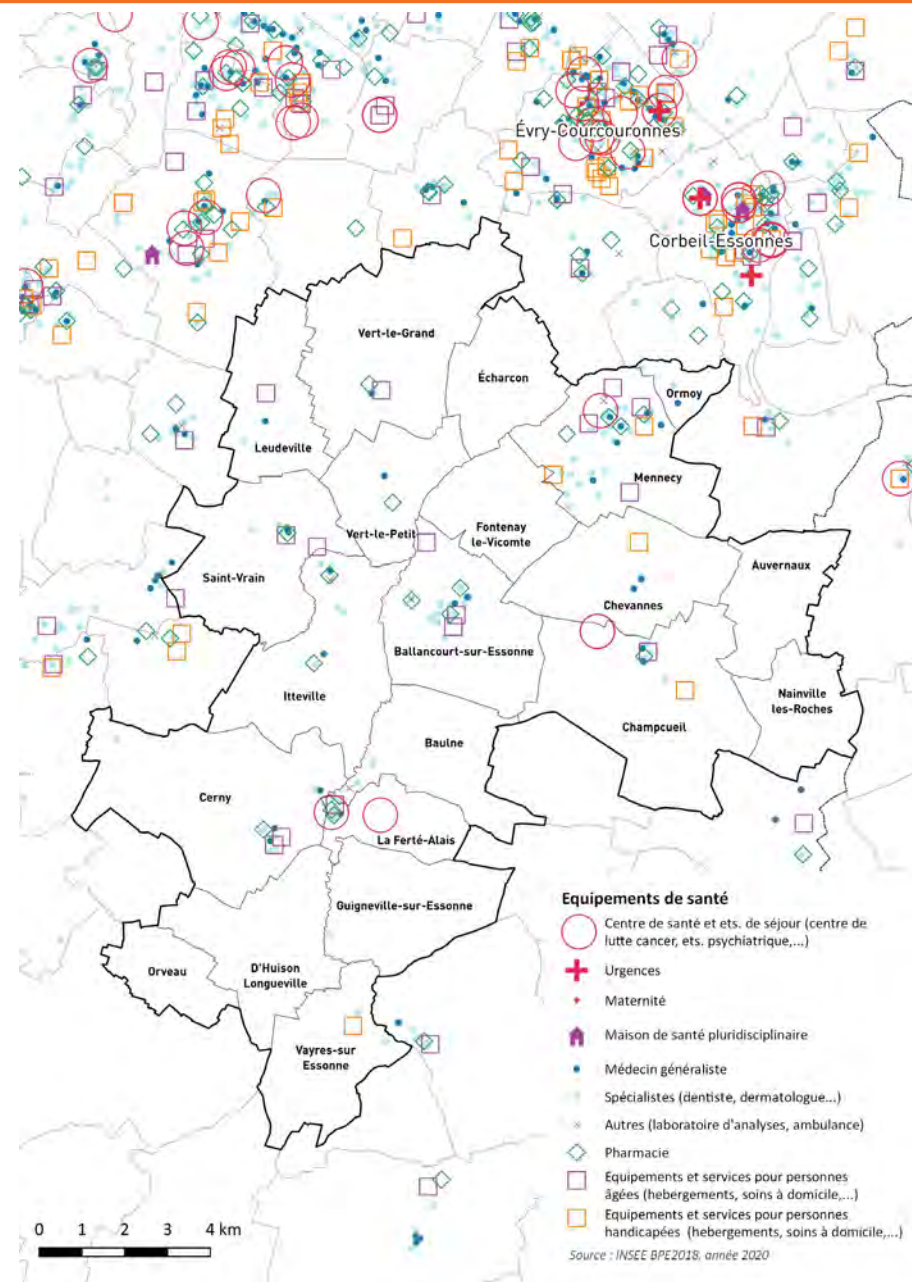 Évry-Courcouronnes
Corbeil-Essonnes
Vert-le-Grand
Écharcon
Ormoy
Leudeville
Mennecy
Vert-le-Petit
Fontenay
le-Vicomte
Auvernaux
Saint-Vrain
Chevannes
Ballancourt-sur-Essonne
Itteville
Nainville
les-Roches
Champcueil
Baulne
Cerny
La Ferté-Alais
Guigneville-sur-Essonne
Orveau
D'Huison
Longueville
Vayres-sur
Essonne
Equipements de santé
Centre de santé et ets. de séjour (centre de
lutte cancer, ets. psychiatrique,...)
Urgences
Maternité
Maison de santé pluridisciplinaire
Médecin généraliste
Spécialistes (dentiste, dermatologue...)
Autres (laboratoire d'analyses, ambulance)
Pharmacie
Equipements et services pour personnes
âgées (hebergements, soins à domicile,...)
Equipements et services pour personnes
handicapées (hebergements, soins à domicile,...)
0 1 2 3 4 km
Source : INSEE BPE2018, année 2020